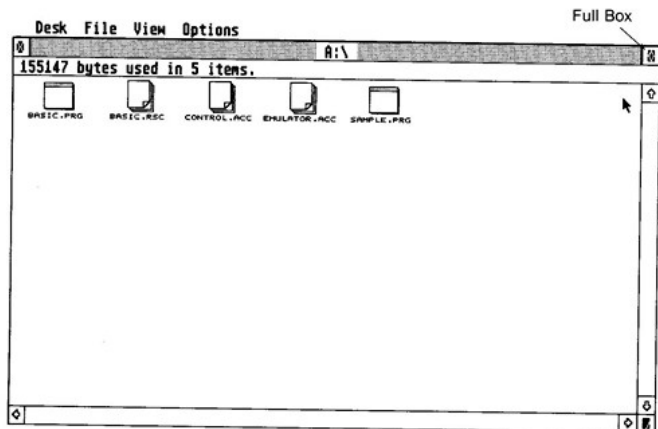 Full Box
Desk File View Options
A:\
155147 bytes used in 5 items.
BASIC.PRG BASIC.RSC CONTROL.ACC EMULATOR.ACC SAMPLE.PRG